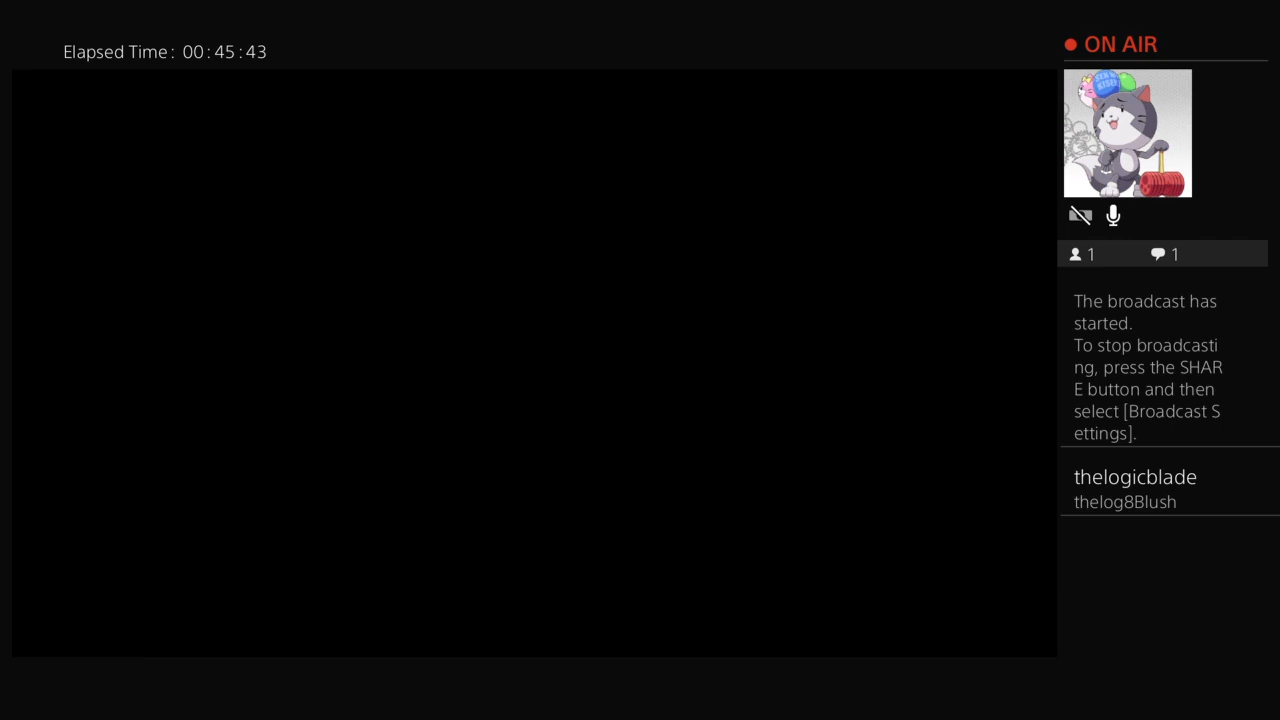 Elapsed Time: 00:45:43
ON AIR
1
1
The broadcast has
started.
To stop broadcasti
ng, press the SHAR
E button and then
select [Broadcast S
ettings].
thelogicblade
thelog8Blush